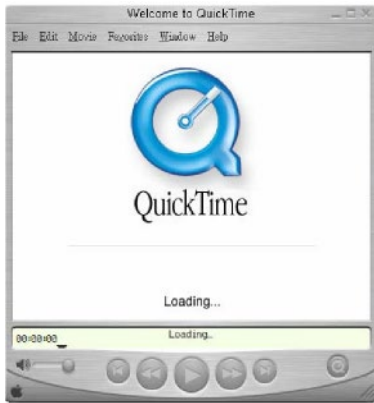 Welcome to QuickTime
File Edit Movie Favorites Window Help
QuickTime
Loading...
00:00:00 Loading..